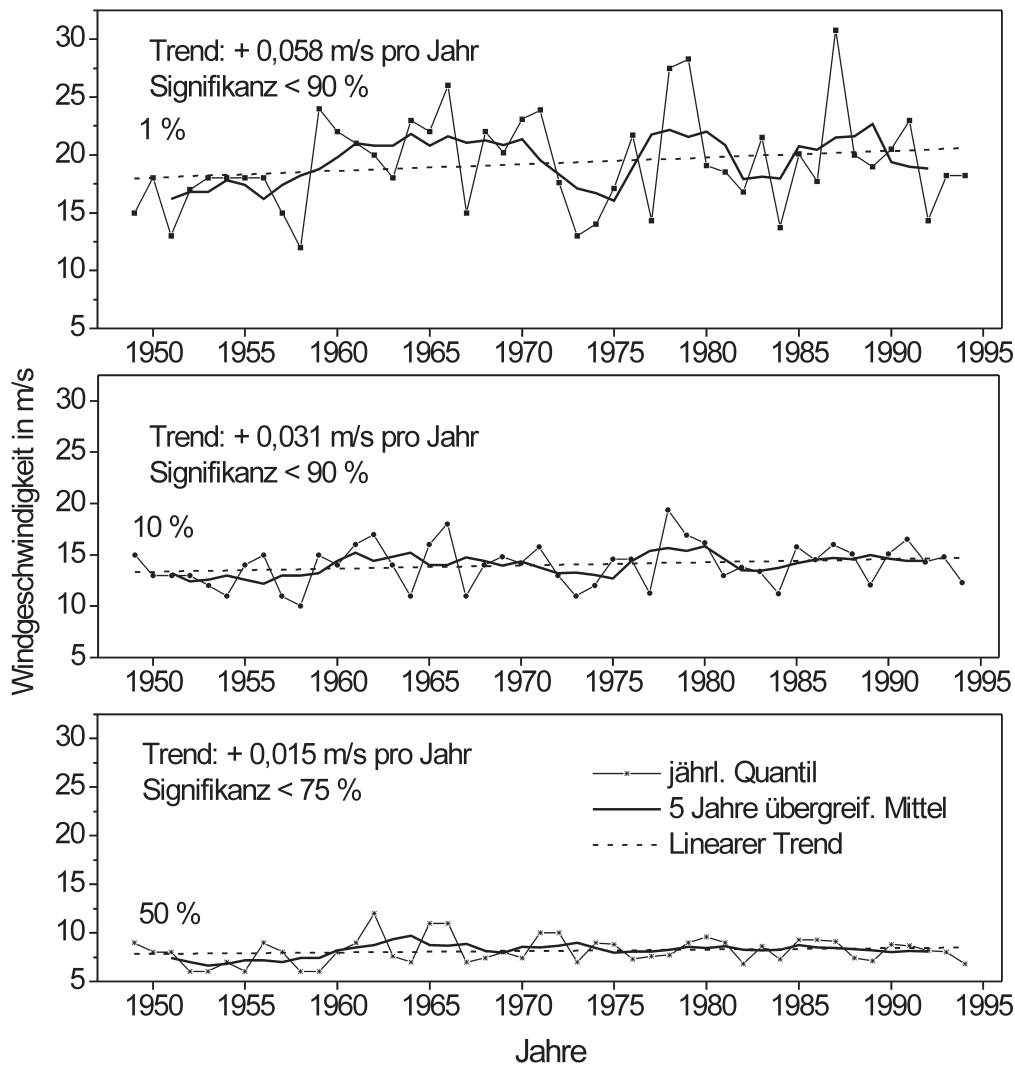 Windgeschwindigkeit in m/s
30
25
20
15
10
5
Trend: + 0,058 m/s pro Jahr
Signifikanz < 90 %
1 %
1950 1955 1960 1965 1970 1975 1980 1985 1990 1995
30
25
20
15
10
5
Trend: + 0,031 m/s pro Jahr
Signifikanz < 90 %
10 %
1950 1955 1960 1965 1970 1975 1980 1985 1990 1995
30
25
20
15
10
5
Trend: + 0,015 m/s pro Jahr
Signifikanz < 75 %
50 %
jährl. Quantil
5 Jahre übergreif. Mittel
Linearer Trend
1950 1955 1960 1965 1970 1975 1980 1985 1990 1995
Jahre